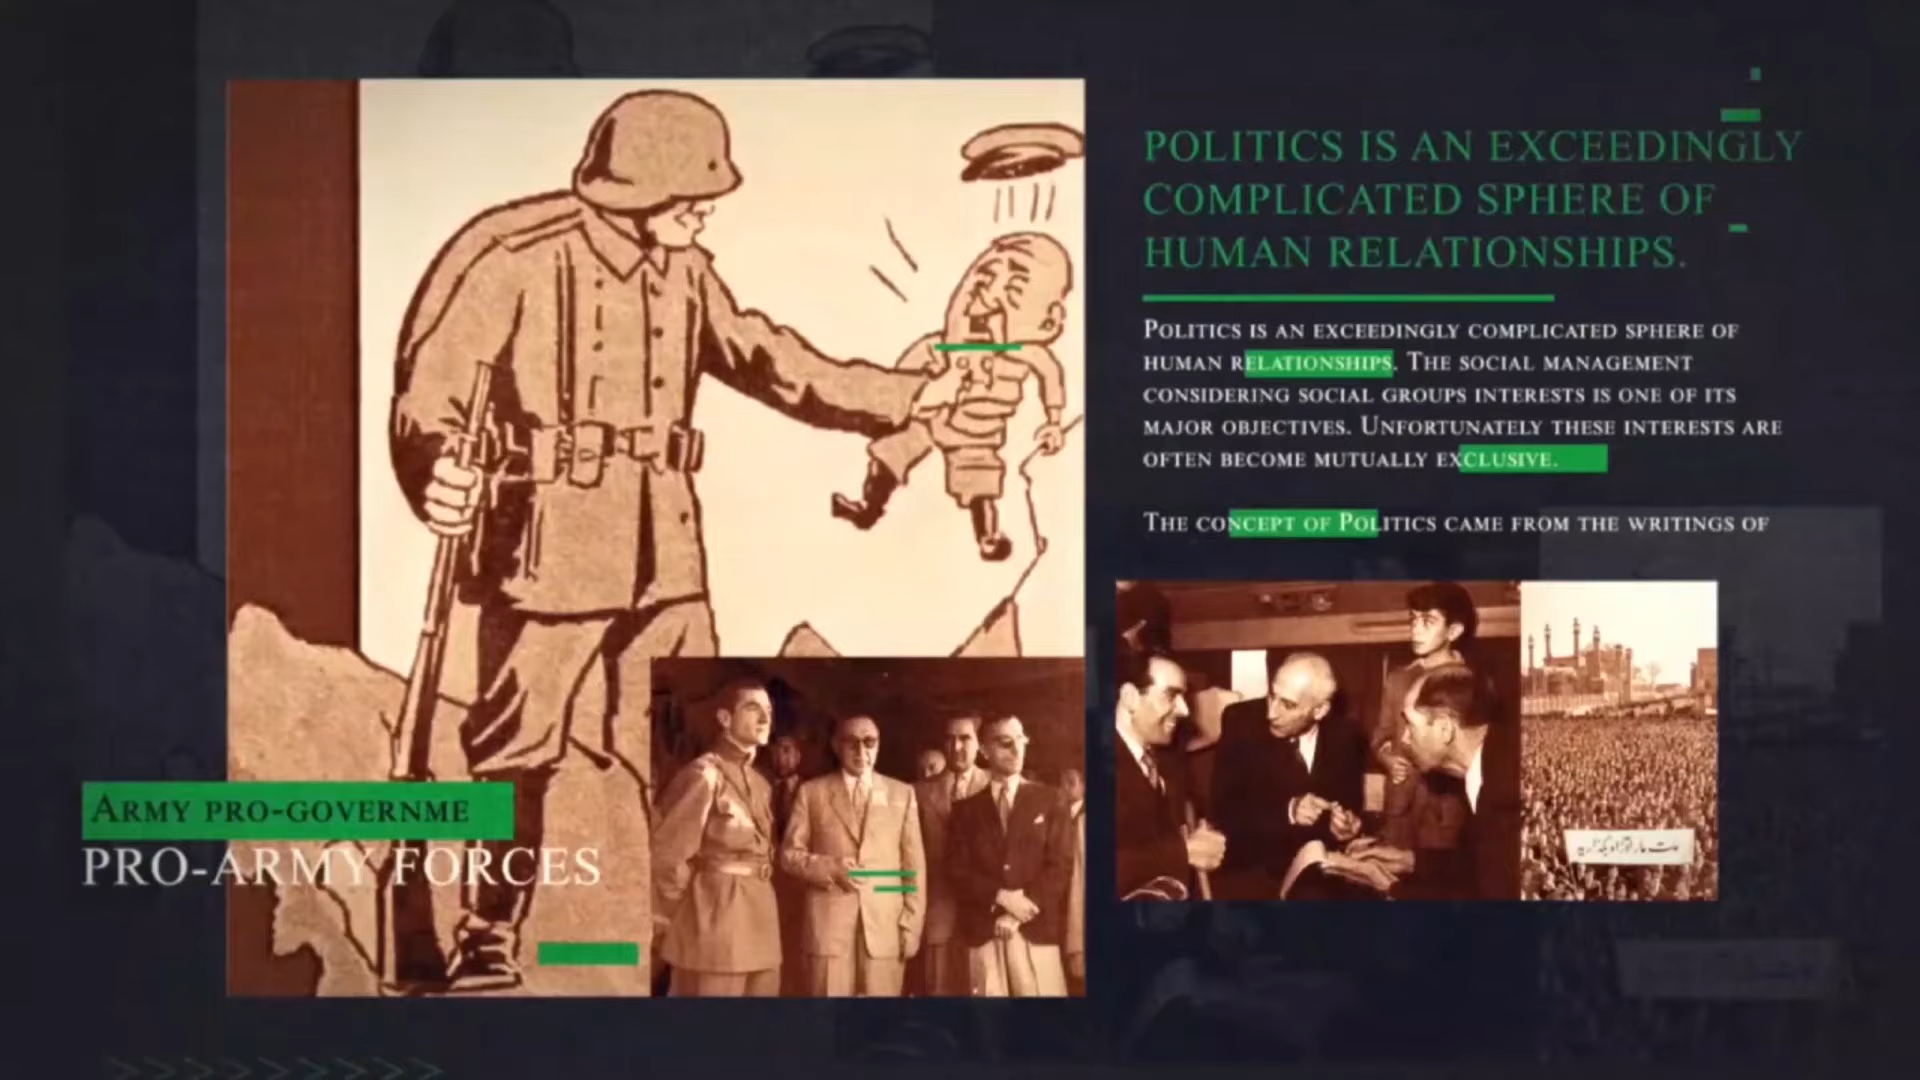 POLITICS IS AN EXCEEDINGLY
COMPLICATED SPHERE OF
HUMAN RELATIONSHIPS.
Politics is an exceedingly complicated sphere of
human relationships. The social management
considering social groups interests is one of its
major objectives. Unfortunately these interests are
often become mutually exclusive.
The concept of Politics came from the writings of
Army pro-governme
PRO-ARMY FORCES